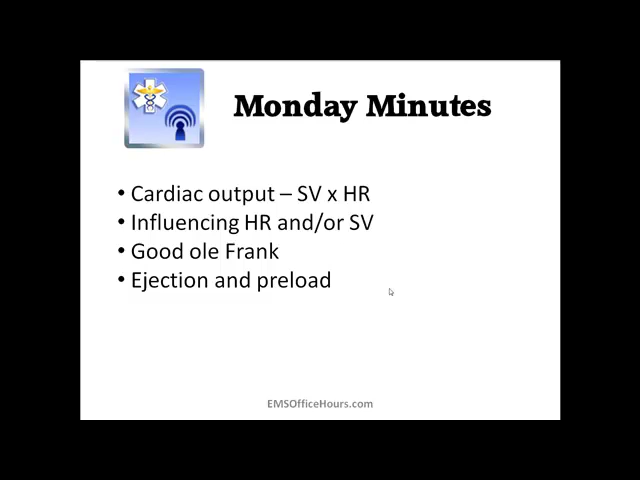 Monday Minutes
• Cardiac output – SV x HR
• Influencing HR and/or SV
• Good ole Frank
• Ejection and preload
EMSOfficeHours.com